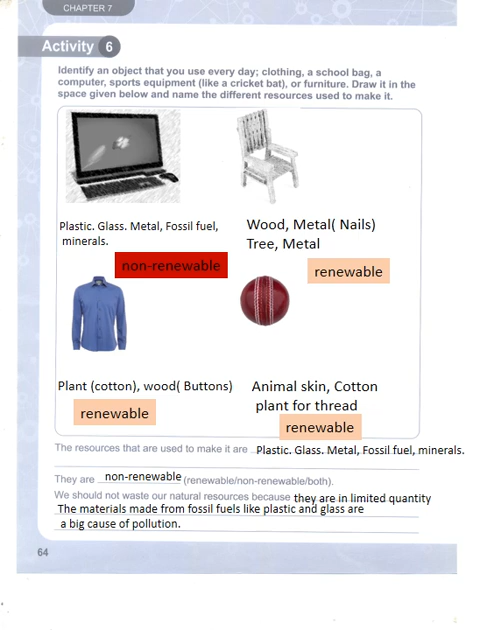 CHAPTER 7
Activity 6
Identify an object that you use every day; clothing, a school bag, a
computer, sports equipment (like a cricket bat), or furniture. Draw it in the
space given below and name the different resources used to make it.
Plastic. Glass. Metal, Fossil fuel,
minerals.
non-renewable
Wood, Metal( Nails)
Tree, Metal
renewable
Plant (cotton), wood( Buttons)
renewable
Animal skin, Cotton
plant for thread
renewable
The resources that are used to make it are Plastic. Glass. Metal, Fossil fuel, minerals.
They are non-renewable (renewable/non-renewable/both).
We should not waste our natural resources because they are in limited quantity
The materials made from fossil fuels like plastic and glass are
a big cause of pollution.
64